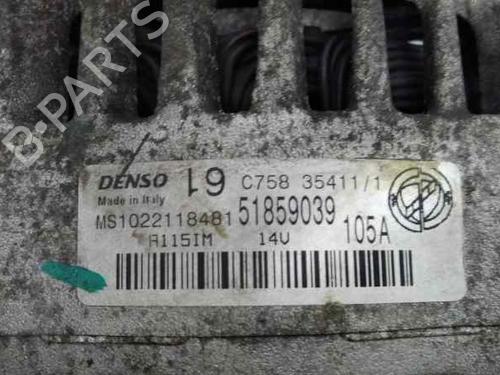 B-PARTS
DENSO 19 C758 35411/1
Made in Italy
MS1022118481 51859039
A115IM 14V 105A